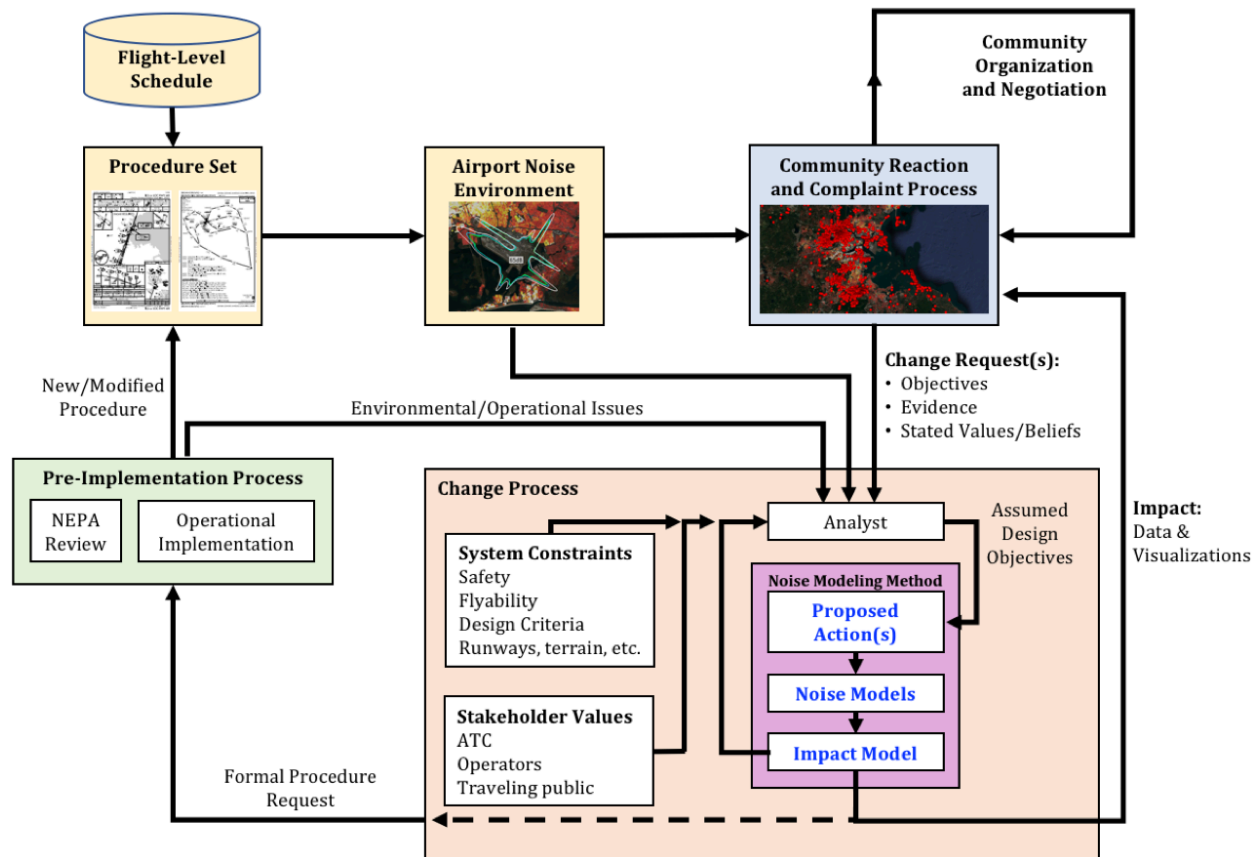 Flight-Level
Schedule
Community
Organization
and Negotiation
Procedure Set
Airport Noise
Environment
Community Reaction
and Complaint Process
New/Modified
Procedure
Environmental/Operational Issues
Change Request(s):
• Objectives
• Evidence
• Stated Values/Beliefs
Pre-Implementation Process
NEPA
Review
Operational
Implementation
Change Process
Analyst
Assumed
Design
Objectives
Impact:
Data &
Visualizations
System Constraints
Safety
Flyability
Design Criteria
Runways, terrain, etc.
Noise Modeling Method
Proposed
Action(s)
Noise Models
Impact Model
Stakeholder Values
ATC
Operators
Traveling public
Formal Procedure
Request